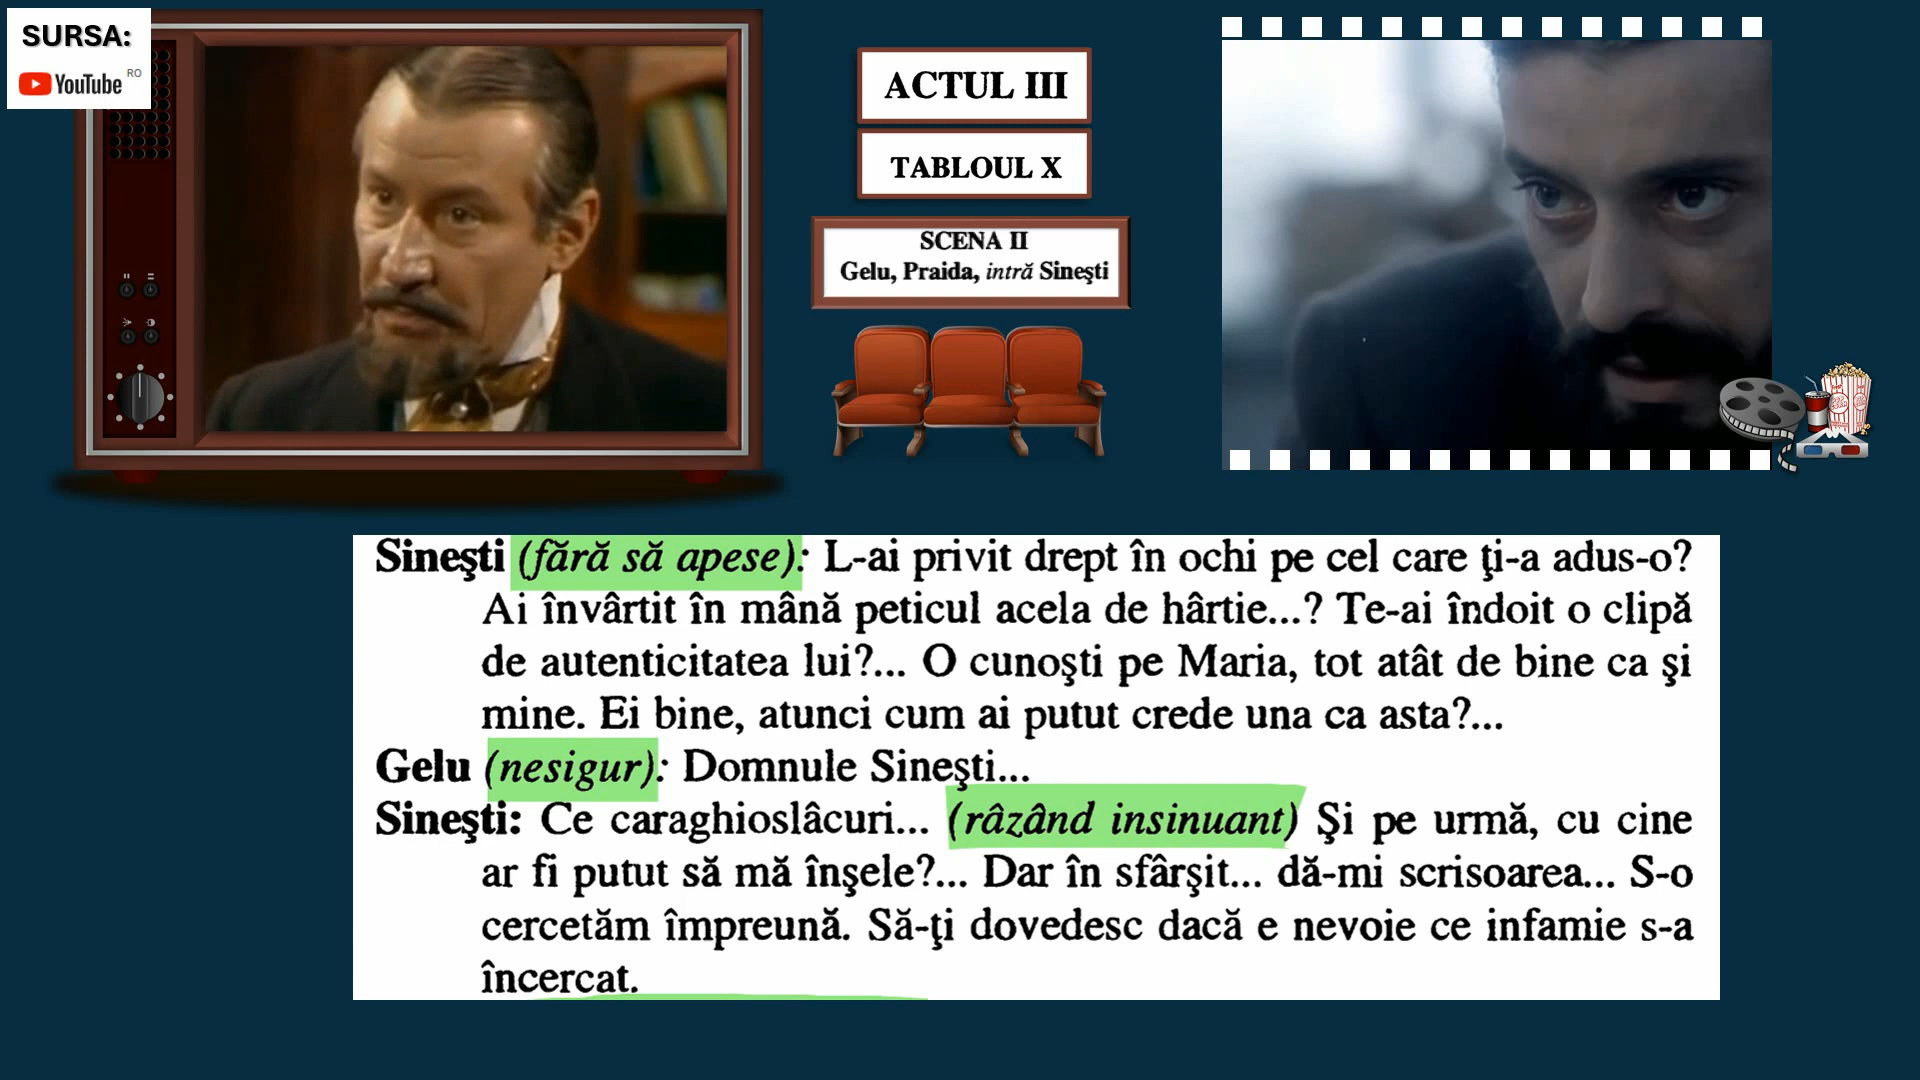 SURSA:
YouTube RO
ACTUL III
TABLOUL X
SCENA II
Gelu, Praida, intră Sineşti
Sineşti (fără să apese): L-ai privit drept în ochi pe cel care ţi-a adus-o?
Ai învârtit în mână peticul acela de hârtie...? Te-ai îndoit o clipă
de autenticitatea lui?... O cunoşti pe Maria, tot atât de bine ca şi
mine. Ei bine, atunci cum ai putut crede una ca asta?...
Gelu (nesigur): Domnule Sineşti...
Sineşti: Ce caraghioslâcuri... (râzând insinuant) Şi pe urmă, cu cine
ar fi putut să mă înşele?... Dar în sfârşit... dă-mi scrisoarea... S-o
cercetăm împreună. Să-ţi dovedesc dacă e nevoie ce infamie s-a
încercat.